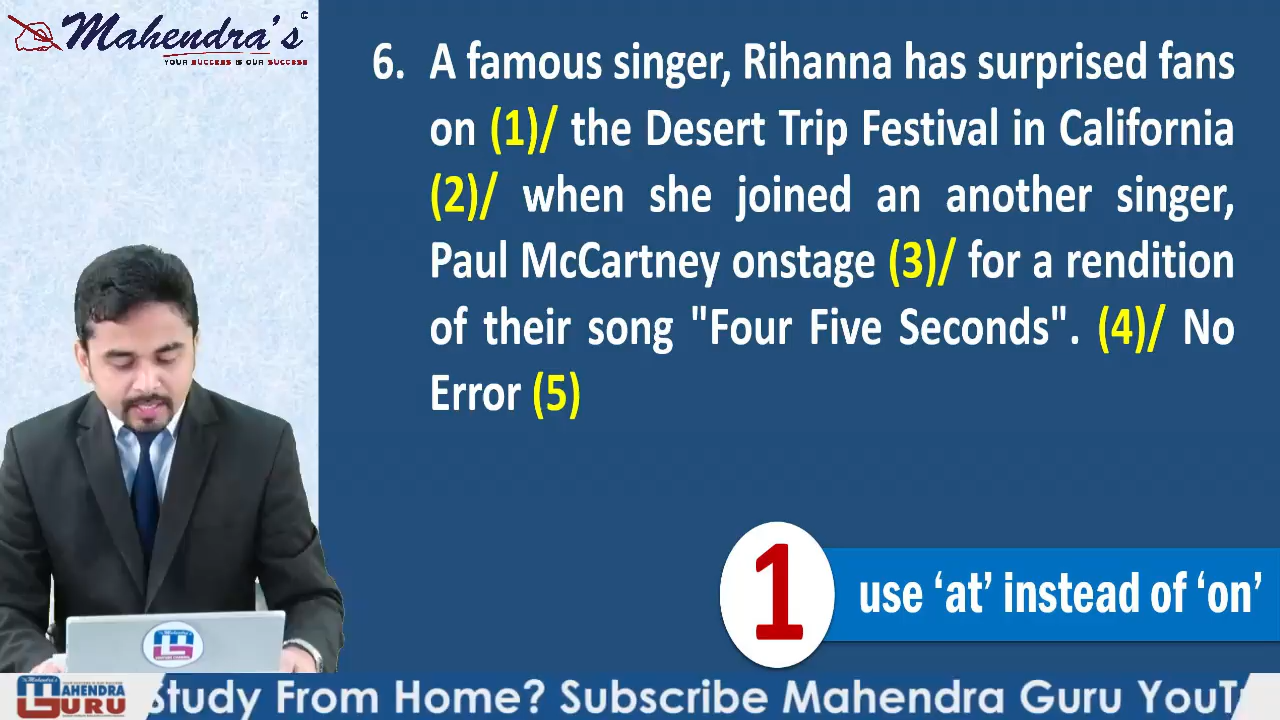 Mahendra's
YOUR SUCCESS IS OUR SUCCESS
6. A famous singer, Rihanna has surprised fans
on (1)/ the Desert Trip Festival in California
(2)/ when she joined an another singer,
Paul McCartney onstage (3)/ for a rendition
of their song "Four Five Seconds". (4)/ No
Error (5)
1 use ‘at’ instead of ‘on’
MAHENDRA
GURU
Study From Home? Subscribe Mahendra Guru YouT